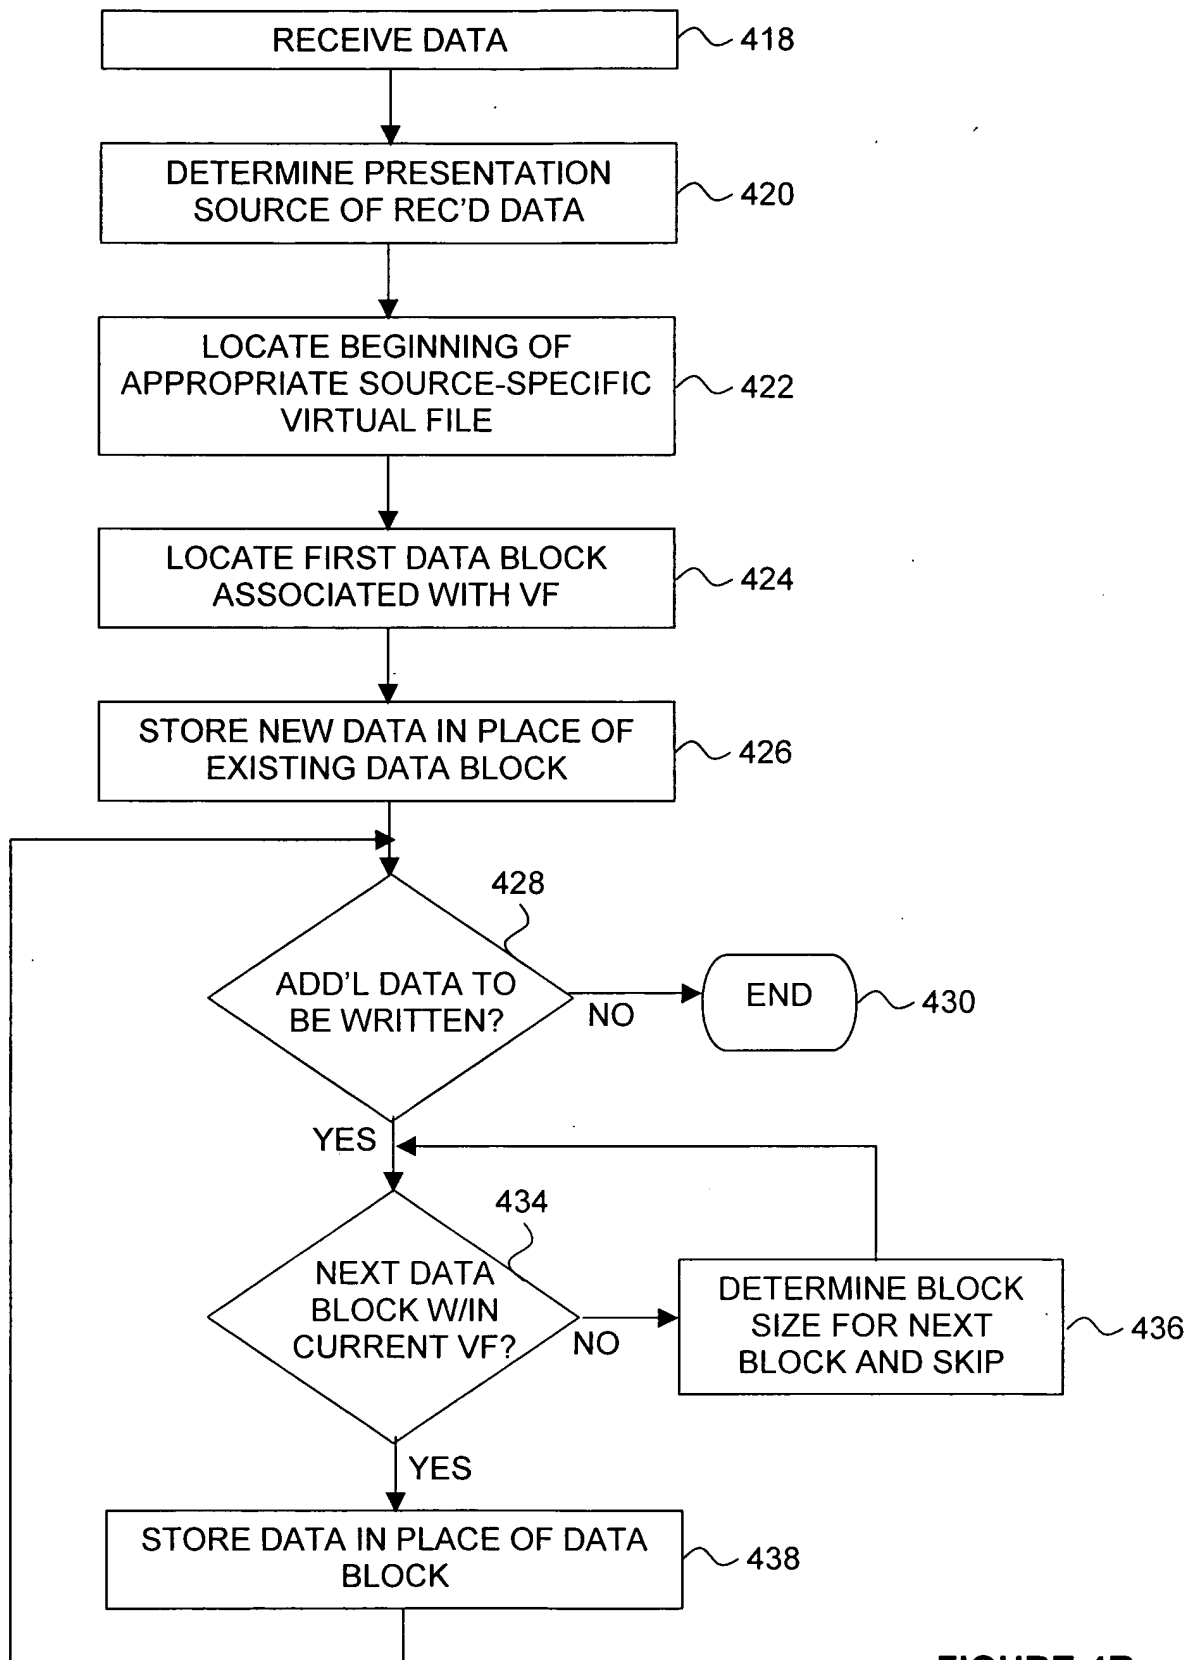 RECEIVE DATA
418
DETERMINE PRESENTATION
SOURCE OF REC'D DATA
420
LOCATE BEGINNING OF
APPROPRIATE SOURCE-SPECIFIC
VIRTUAL FILE
422
LOCATE FIRST DATA BLOCK
ASSOCIATED WITH VF
424
STORE NEW DATA IN PLACE OF
EXISTING DATA BLOCK
426
428
ADD'L DATA TO
BE WRITTEN?
NO
END
430
YES
434
NEXT DATA
BLOCK W/IN
CURRENT VF?
NO
DETERMINE BLOCK
SIZE FOR NEXT
BLOCK AND SKIP
436
YES
STORE DATA IN PLACE OF DATA
BLOCK
438